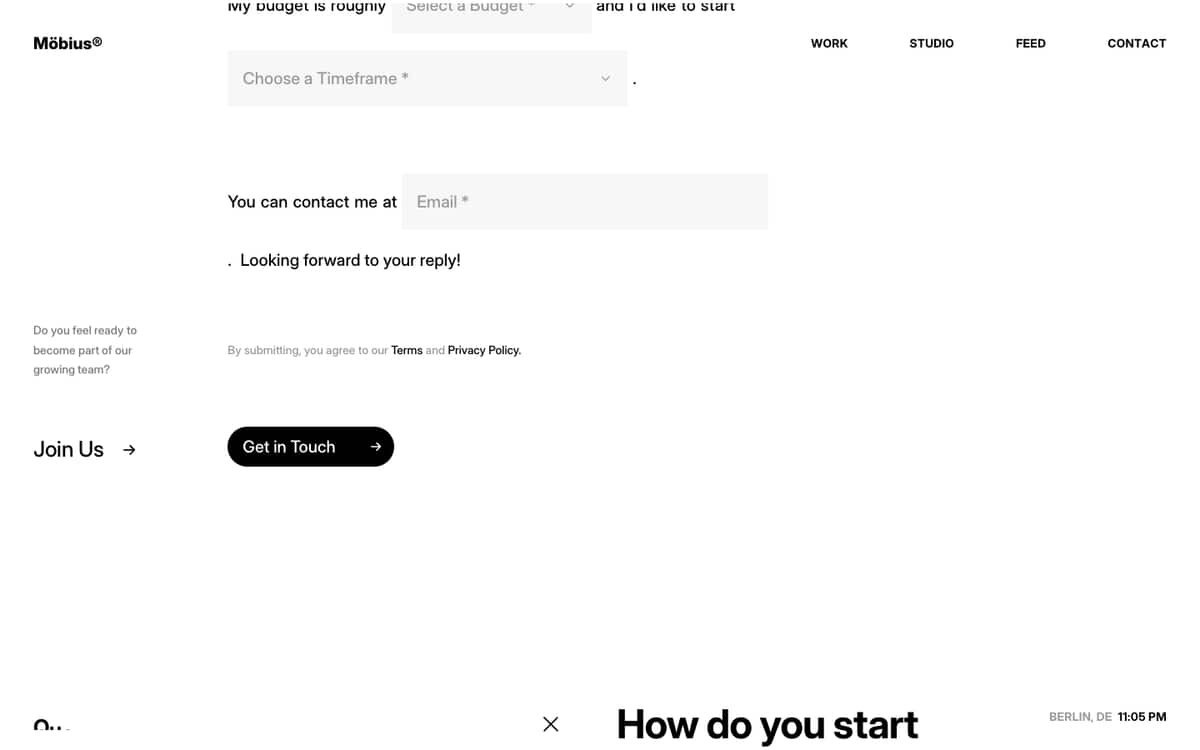 My budget is roughly Select a Budget * and I'd like to start
Möbius®
WORK
STUDIO
FEED
CONTACT
Choose a Timeframe * .
You can contact me at Email *
. Looking forward to your reply!
Do you feel ready to
become part of our
growing team?
By submitting, you agree to our Terms and Privacy Policy.
Join Us →
Get in Touch →
How do you start
BERLIN, DE 11:05 PM